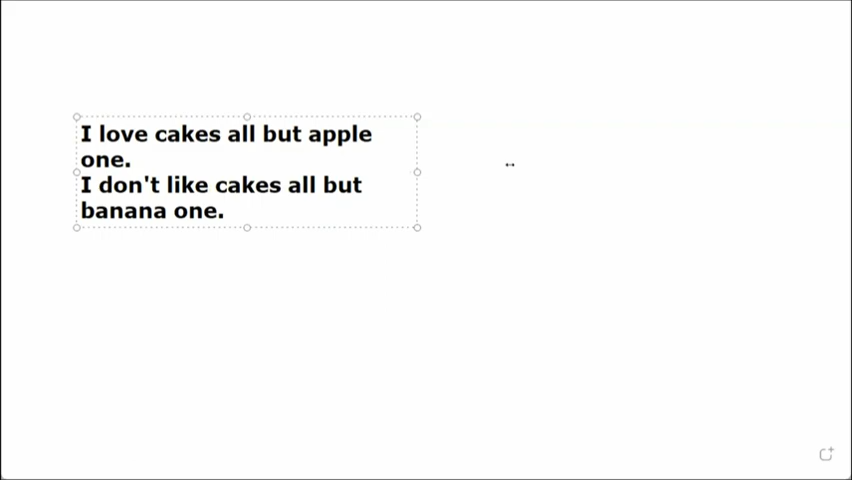 I love cakes all but apple
one.
I don't like cakes all but
banana one.